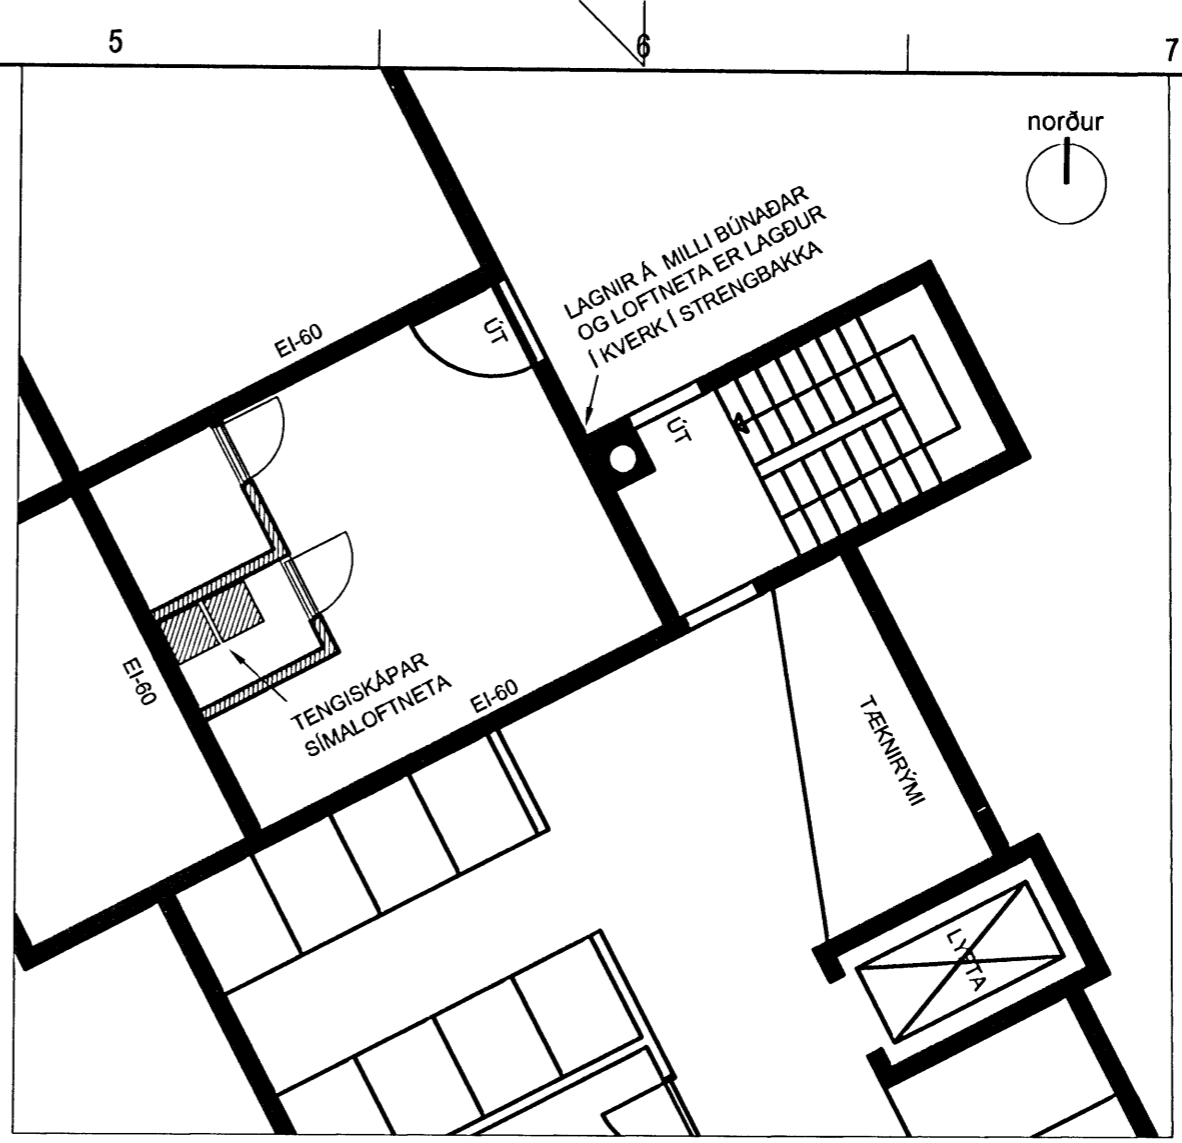 5
6
7
norður
LAGNIR Á MILLI BÚNAÐAR
OG LOFTNETA ER LAGÐUR
Í KVERK Í STRENGBAKKA
EI-60
ÚT
ÚT
EI-60
TENGISKÁPAR
SÍMALOFTNETA
EI-60
TÆKNIRÝMI
LYFTA